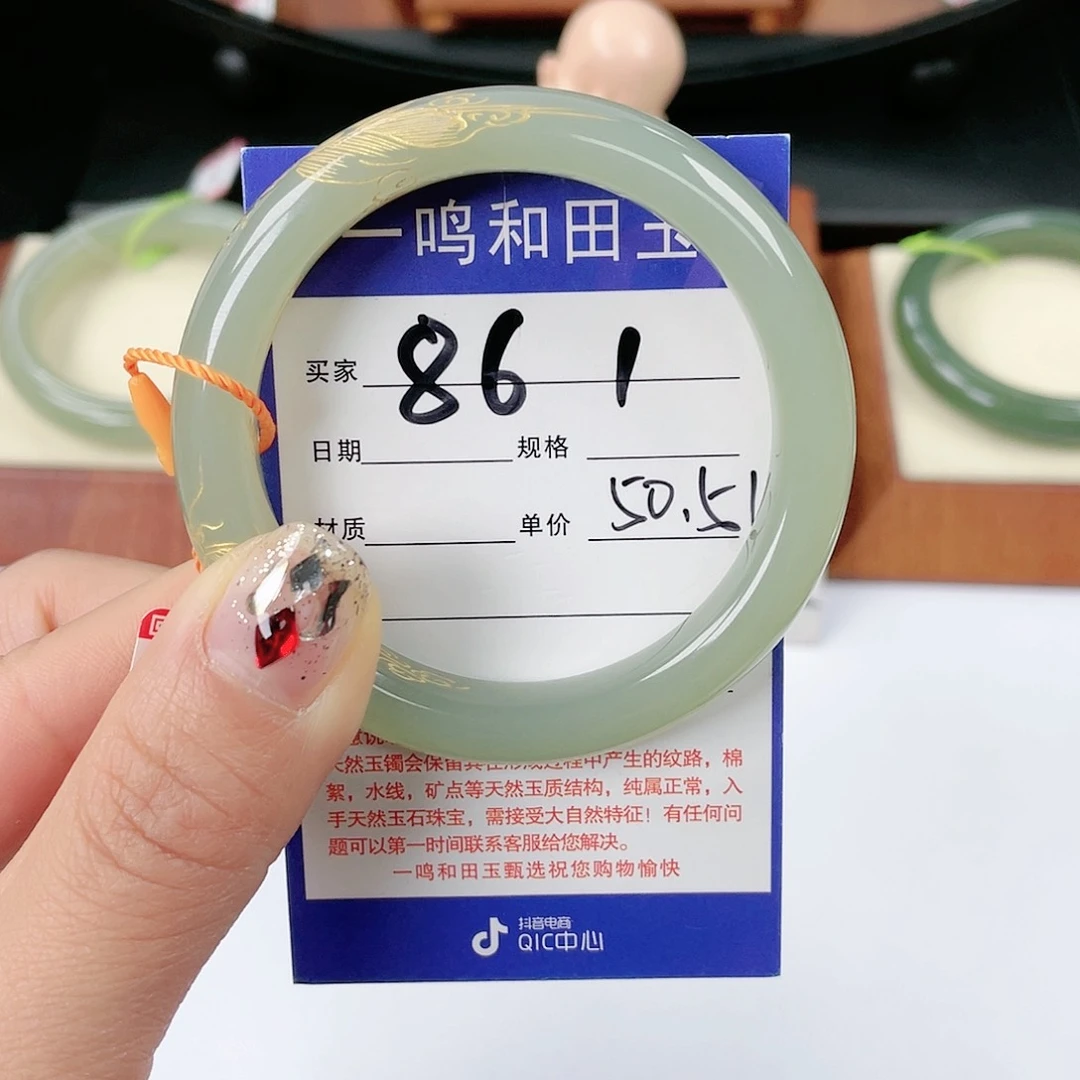 一鸣和田玉
买家 86 1
日期 规格
材质 单价 50.51
天然玉镯会保留其在形成过程中产生的纹路，棉
絮，水线，矿点等天然玉质结构，纯属正常，入
手天然玉石珠宝，需接受大自然特征！有任何问
题可以第一时间联系客服给您解决。
一鸣和田玉甄选祝您购物愉快
抖音电商
QIC中心